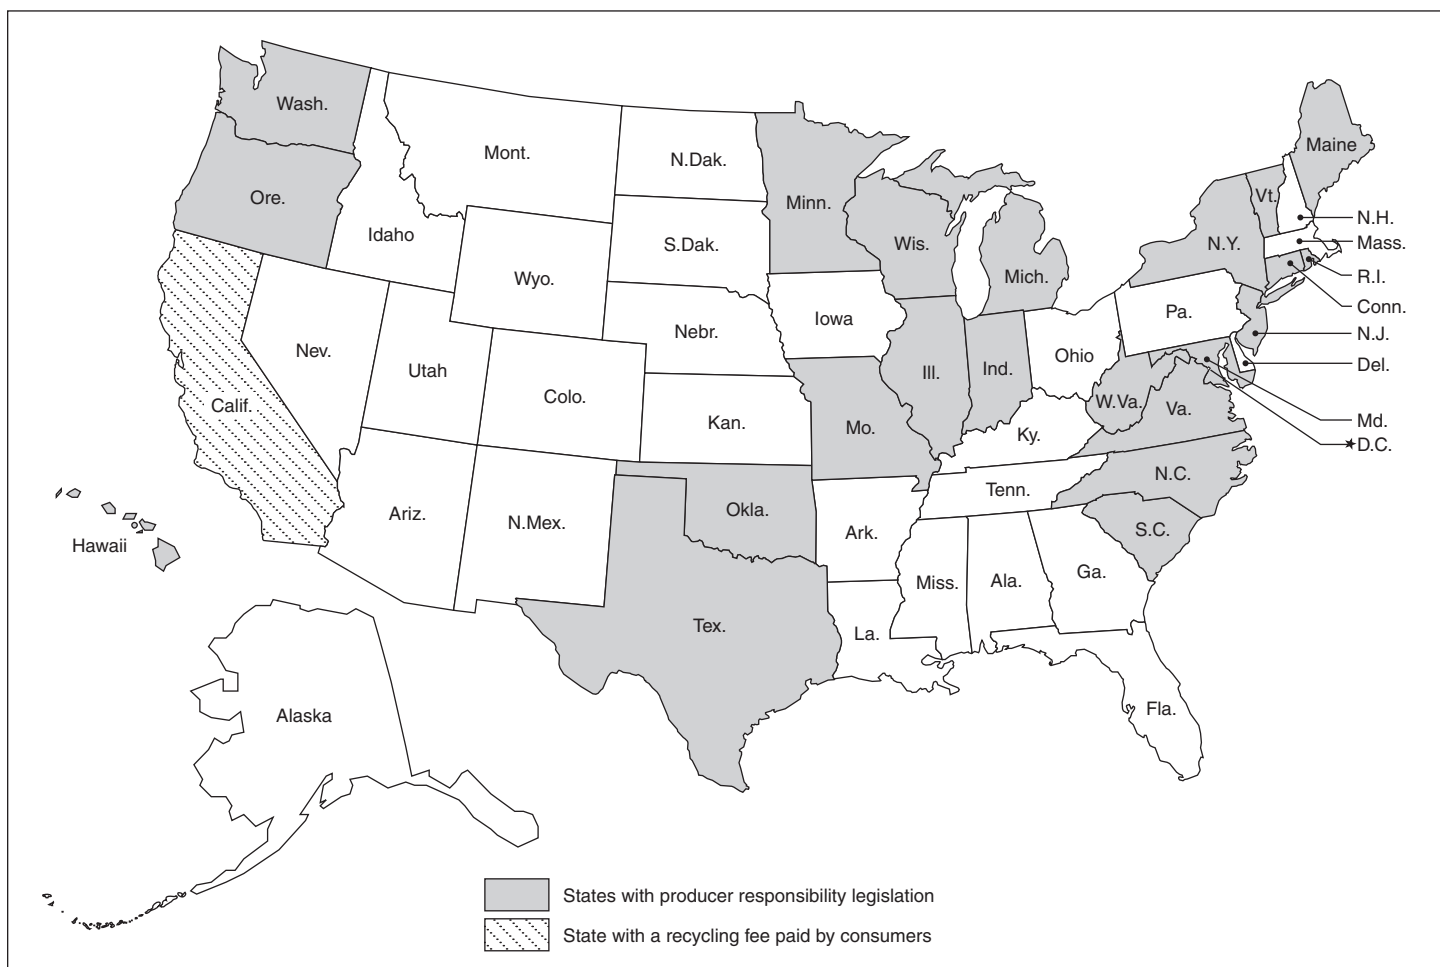 Wash.
Maine
Mont.
N.Dak.
Ore.
Minn.
Vt.
N.H.
Idaho
S.Dak.
Wis.
N.Y.
Mass.
Wyo.
Mich.
R.I.
Conn.
Nebr.
Iowa
Pa.
N.J.
Nev.
Utah
Ohio
Del.
Ill.
Ind.
Colo.
Calif.
W.Va.
Va.
Kan.
Mo.
Ky.
Md.
D.C.
N.C.
Tenn.
Ariz.
N.Mex.
Okla.
Ark.
S.C.
Hawaii
Miss.
Ala.
Ga.
Tex.
La.
Alaska
Fla.
States with producer responsibility legislation
State with a recycling fee paid by consumers